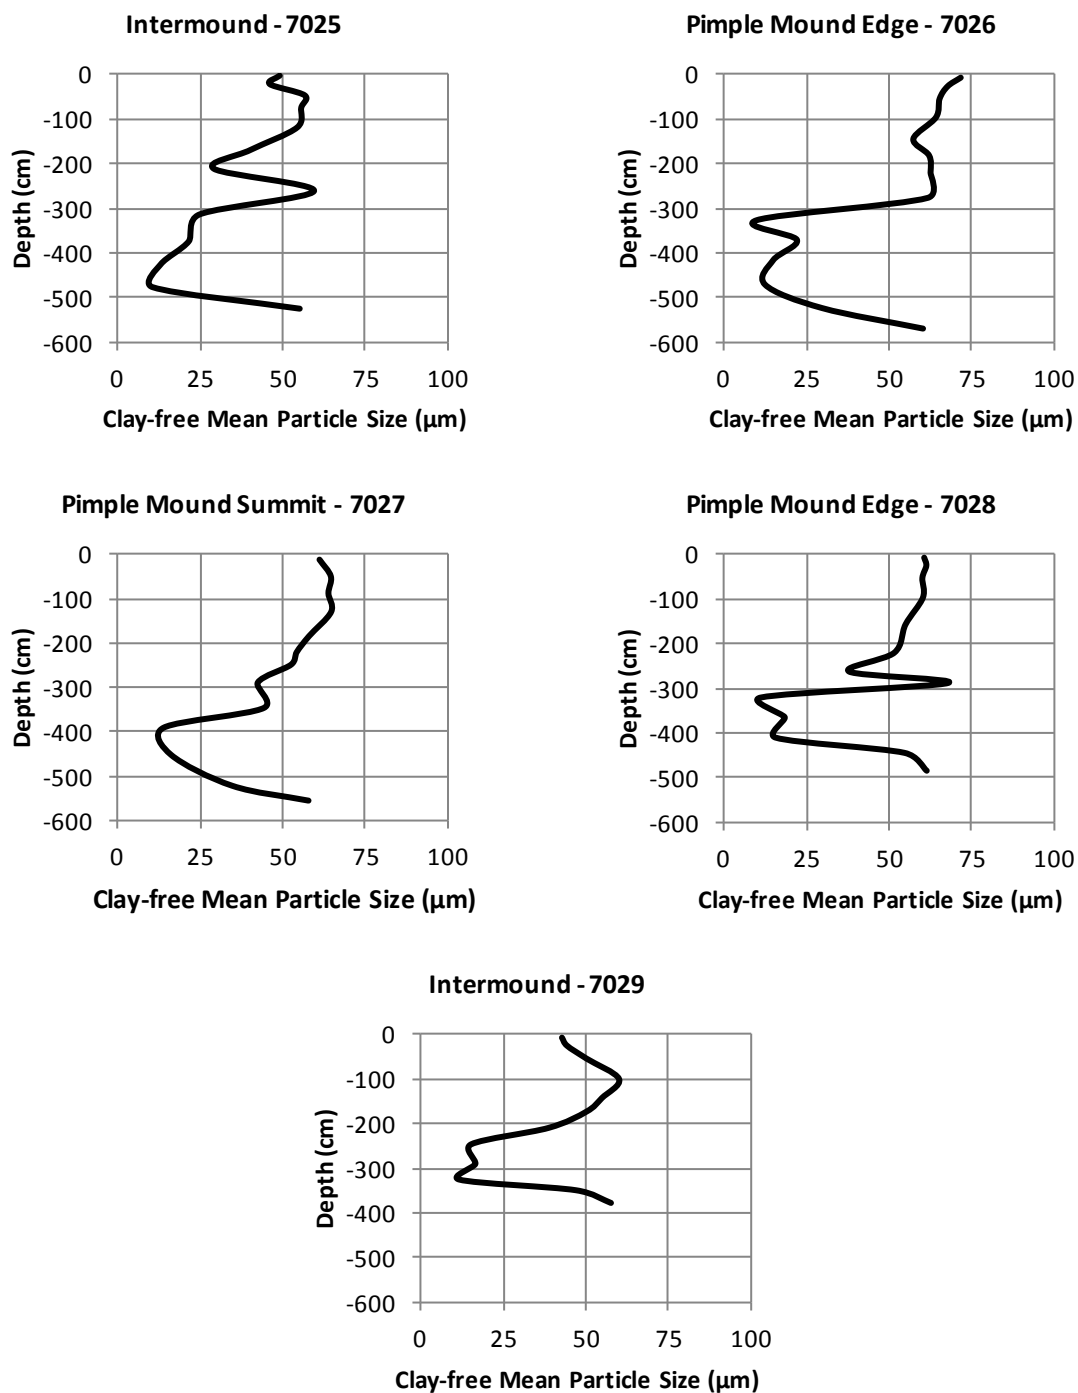 Intermound - 7025
0
-100
-200
-300
-400
-500
-600
Depth (cm)
0 25 50 75 100
Clay-free Mean Particle Size (µm)
Pimple Mound Edge - 7026
0
-100
-200
-300
-400
-500
-600
Depth (cm)
0 25 50 75 100
Clay-free Mean Particle Size (µm)
Pimple Mound Summit - 7027
0
-100
-200
-300
-400
-500
-600
Depth (cm)
0 25 50 75 100
Clay-free Mean Particle Size (µm)
Pimple Mound Edge - 7028
0
-100
-200
-300
-400
-500
-600
Depth (cm)
0 25 50 75 100
Clay-free Mean Particle Size (µm)
Intermound - 7029
0
-100
-200
-300
-400
-500
-600
Depth (cm)
0 25 50 75 100
Clay-free Mean Particle Size (µm)